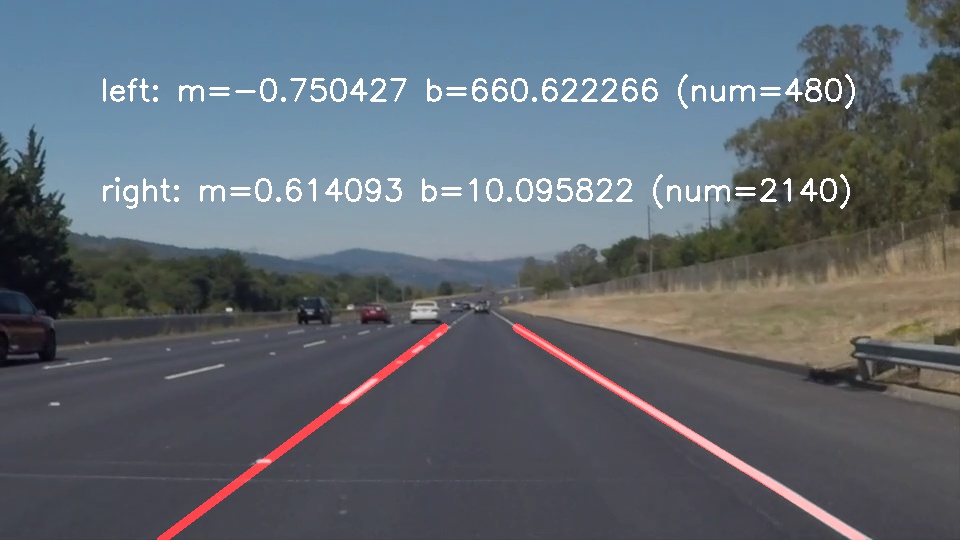 left: m=-0.750427 b=660.622266 (num=480)
right: m=0.614093 b=10.095822 (num=2140)